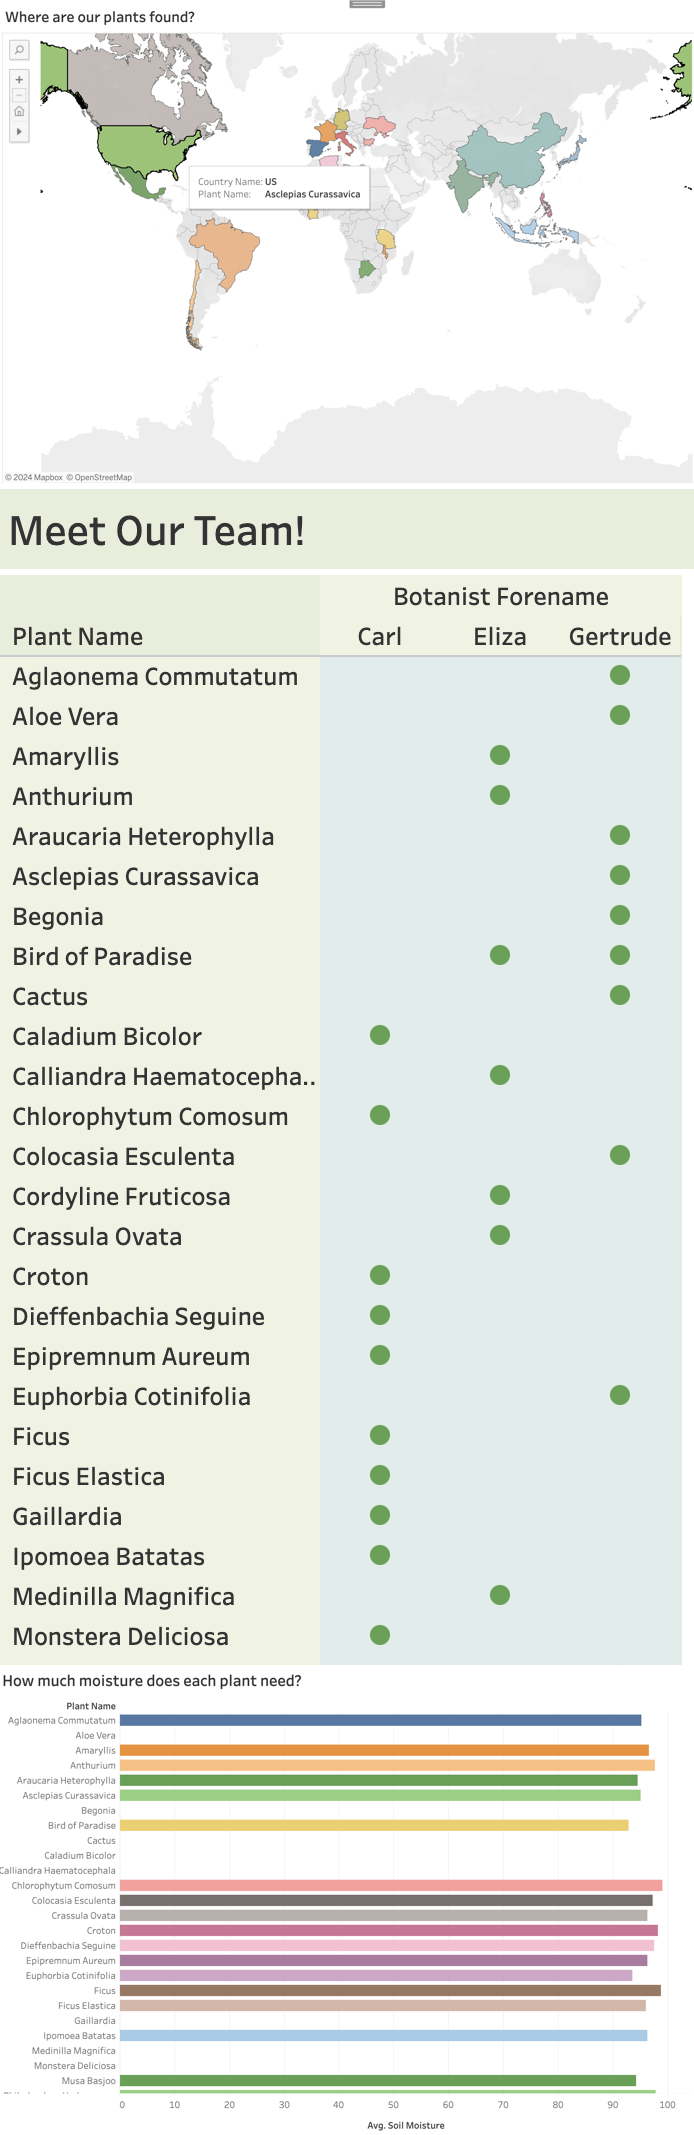 Where are our plants found?
Country Name: US
Plant Name: Asclepias Curassavica
© 2024 Mapbox © OpenStreetMap
Meet Our Team!
Botanist Forename
Plant Name Carl Eliza Gertrude
Aglaonema Commutatum
Aloe Vera
Amaryllis
Anthurium
Araucaria Heterophylla
Asclepias Curassavica
Begonia
Bird of Paradise
Cactus
Caladium Bicolor
Calliandra Haematocepha..
Chlorophytum Comosum
Colocasia Esculenta
Cordyline Fruticosa
Crassula Ovata
Croton
Dieffenbachia Seguine
Epipremnum Aureum
Euphorbia Cotinifolia
Ficus
Ficus Elastica
Gaillardia
Ipomoea Batatas
Medinilla Magnifica
Monstera Deliciosa
How much moisture does each plant need?
Plant Name
Aglaonema Commutatum
Aloe Vera
Amaryllis
Anthurium
Araucaria Heterophylla
Asclepias Curassavica
Begonia
Bird of Paradise
Cactus
Caladium Bicolor
Calliandra Haematocephala
Chlorophytum Comosum
Colocasia Esculenta
Crassula Ovata
Croton
Dieffenbachia Seguine
Epipremnum Aureum
Euphorbia Cotinifolia
Ficus
Ficus Elastica
Gaillardia
Ipomoea Batatas
Medinilla Magnifica
Monstera Deliciosa
Musa Basjoo
0 10 20 30 40 50 60 70 80 90 100
Avg. Soil Moisture